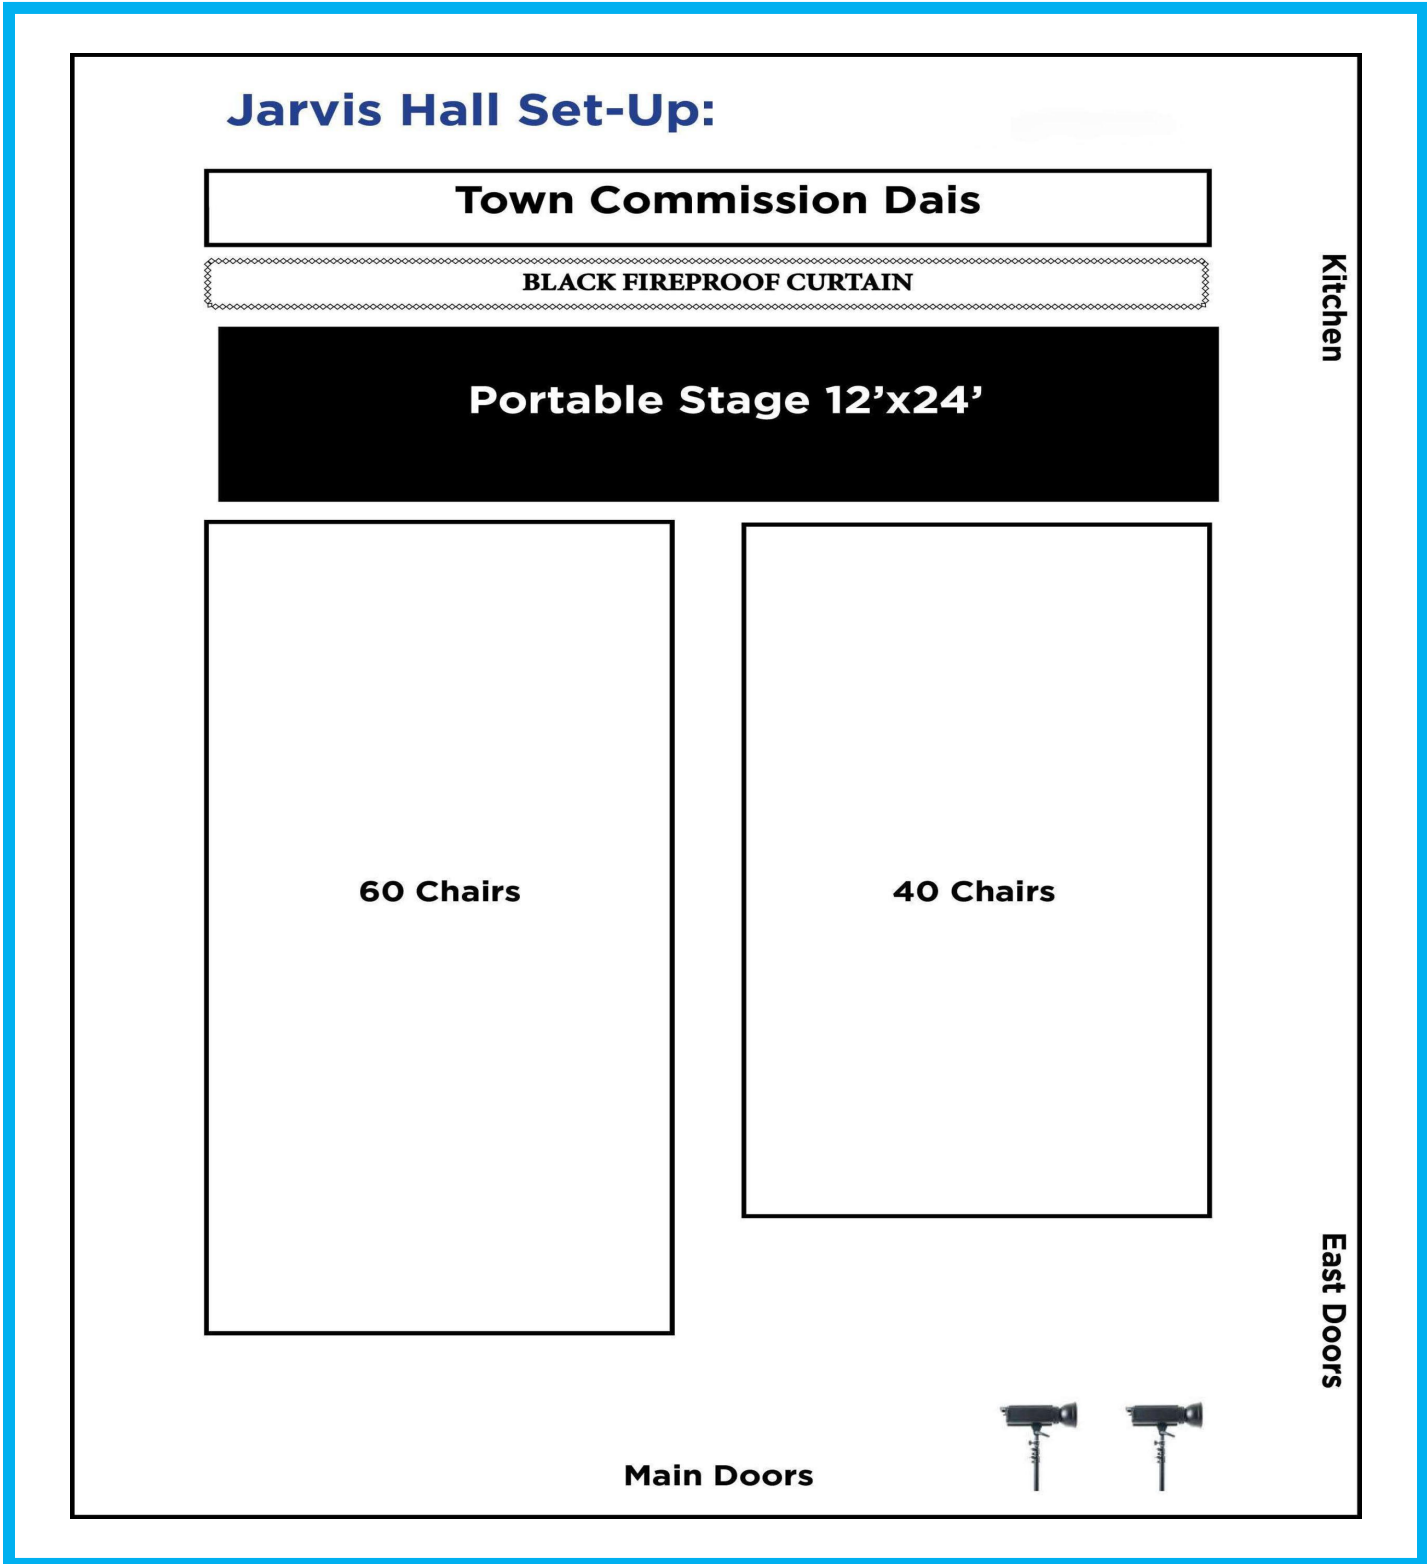 Jarvis Hall Set-Up:
Town Commission Dais
BLACK FIREPROOF CURTAIN
Kitchen
Portable Stage 12’x24’
60 Chairs
40 Chairs
East Doors
Main Doors